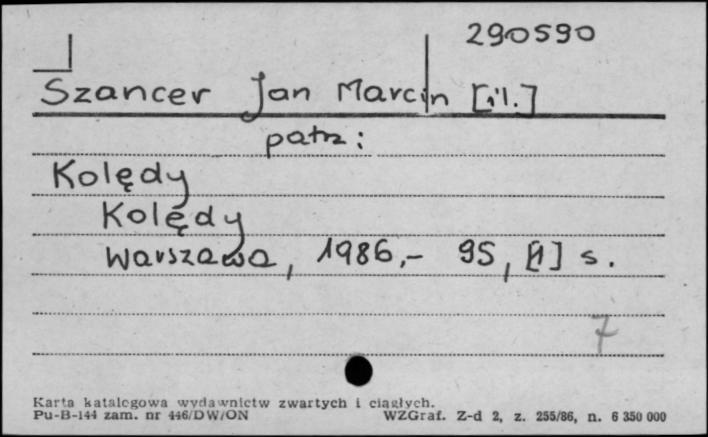 290590
Szancer Jan Marcin [il.]
patrz:
Kolędy
Kolędy
Warszawa, 1986.- 95, [1] s.
7
Karta katalogowa wydawnictw zwartych i ciągłych.
Pu-B-144 zam. nr 446/DW/ON WZGraf. Z-d 2, z. 255/86, n. 6 350 000